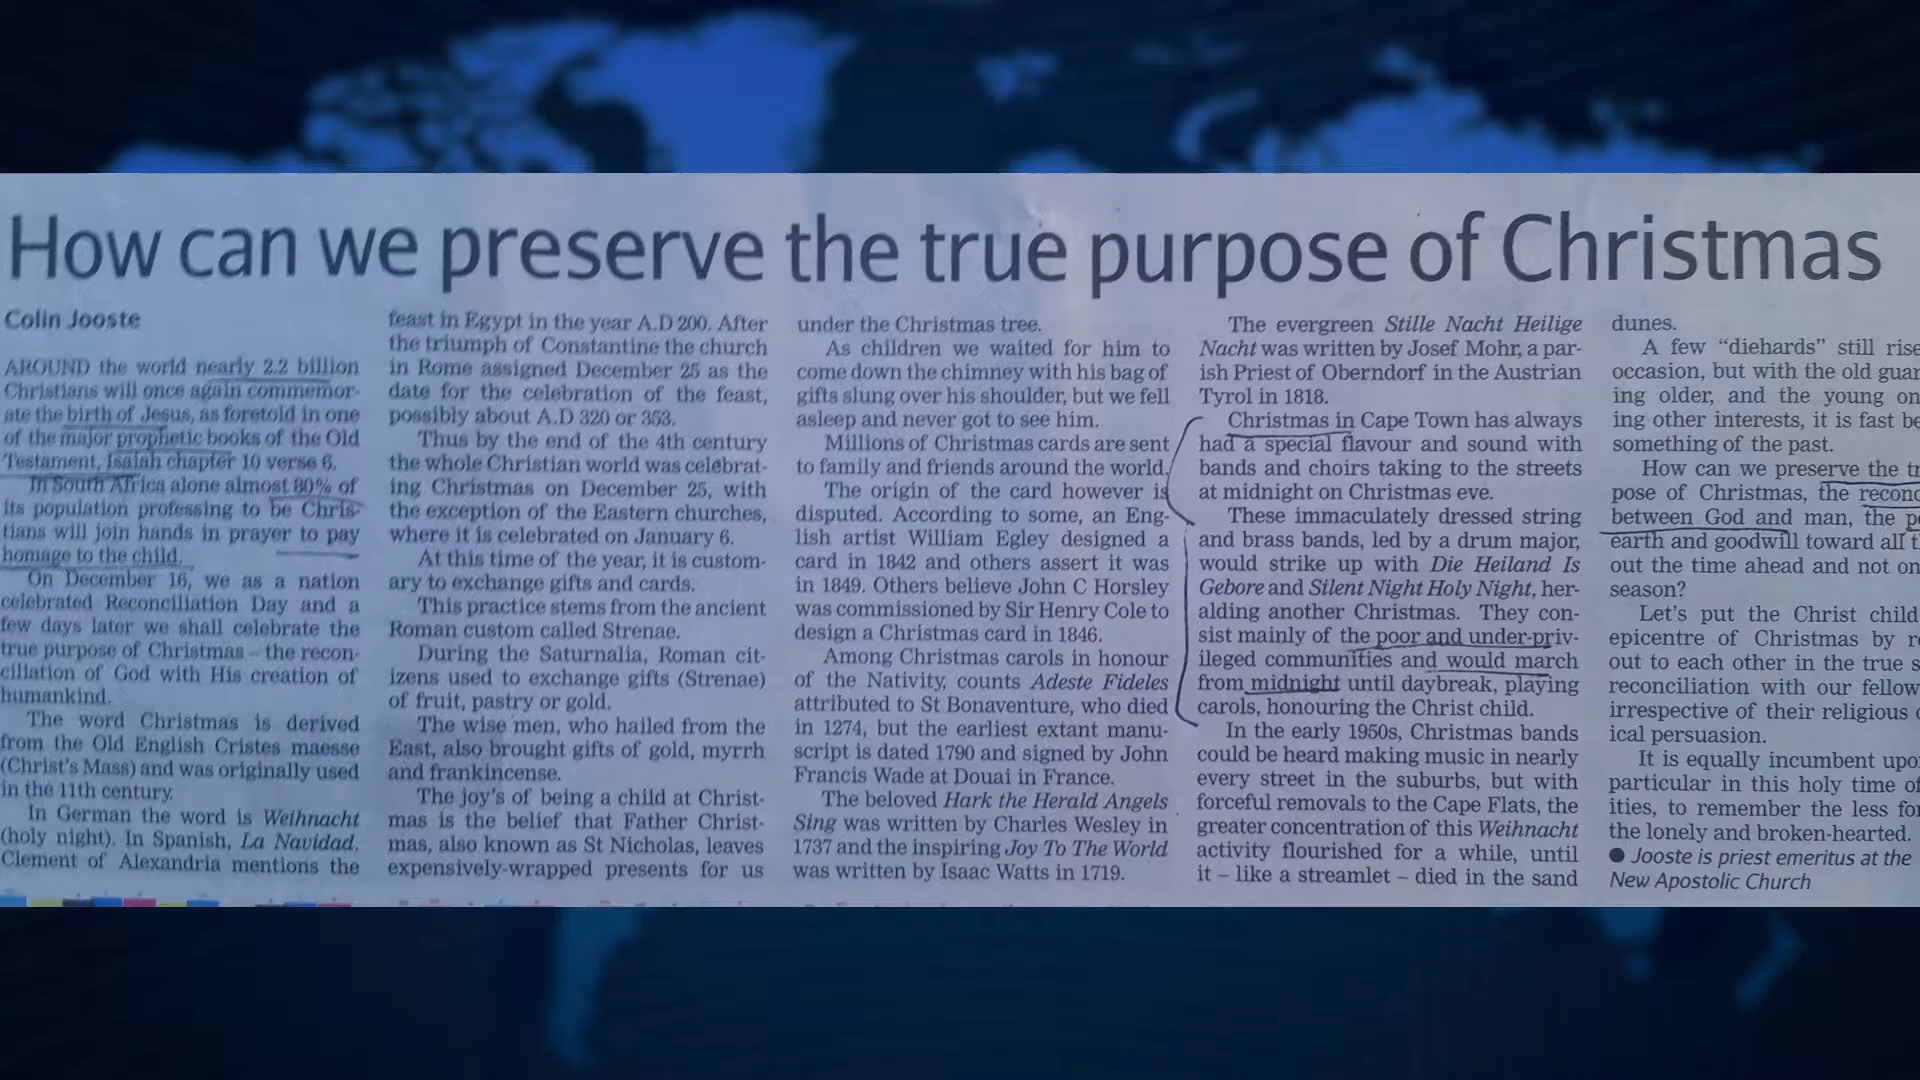 How can we preserve the true purpose of Christmas
Colin Jooste
AROUND the world nearly 2.2 billion
Christians will once again commemor-
ate the birth of Jesus, as foretold in one
of the major prophetic books of the Old
Testament, Isaiah chapter 10 verse 6.
In South Africa alone almost 80% of
its population professing to be Chris-
tians will join hands in prayer to pay
homage to the child.
On December 16, we as a nation
celebrated Reconciliation Day and a
few days later we shall celebrate the
true purpose of Christmas – the recon-
ciliation of God with His creation of
humankind.
The word Christmas is derived
from the Old English Cristes maesse
(Christ's Mass) and was originally used
in the 11th century.
In German the word is Weihnacht
(holy night). In Spanish, La Navidad,
Clement of Alexandria mentions the
feast in Egypt in the year A.D 200. After
the triumph of Constantine the church
in Rome assigned December 25 as the
date for the celebration of the feast,
possibly about A.D 320 or 353.
Thus by the end of the 4th century
the whole Christian world was celebrat-
ing Christmas on December 25, with
the exception of the Eastern churches,
where it is celebrated on January 6.
At this time of the year, it is custom-
ary to exchange gifts and cards.
This practice stems from the ancient
Roman custom called Strenae.
During the Saturnalia, Roman cit-
izens used to exchange gifts (Strenae)
of fruit, pastry or gold.
The wise men, who hailed from the
East, also brought gifts of gold, myrrh
and frankincense.
The joy's of being a child at Christ-
mas is the belief that Father Christ-
mas, also known as St Nicholas, leaves
expensively-wrapped presents for us
under the Christmas tree.
As children we waited for him to
come down the chimney with his bag of
gifts slung over his shoulder, but we fell
asleep and never got to see him.
Millions of Christmas cards are sent
to family and friends around the world.
The origin of the card however is
disputed. According to some, an Eng-
lish artist William Egley designed a
card in 1842 and others assert it was
in 1849. Others believe John C Horsley
was commissioned by Sir Henry Cole to
design a Christmas card in 1846.
Among Christmas carols in honour
of the Nativity, counts Adeste Fideles
attributed to St Bonaventure, who died
in 1274, but the earliest extant manu-
script is dated 1790 and signed by John
Francis Wade at Douai in France.
The beloved Hark the Herald Angels
Sing was written by Charles Wesley in
1737 and the inspiring Joy To The World
was written by Isaac Watts in 1719.
The evergreen Stille Nacht Heilige
Nacht was written by Josef Mohr, a par-
ish Priest of Oberndorf in the Austrian
Tyrol in 1818.
Christmas in Cape Town has always
had a special flavour and sound with
bands and choirs taking to the streets
at midnight on Christmas eve.
These immaculately dressed string
and brass bands, led by a drum major,
would strike up with Die Heiland Is
Gebore and Silent Night Holy Night, her-
alding another Christmas. They con-
sist mainly of the poor and under-priv-
ileged communities and would march
from midnight until daybreak, playing
carols, honouring the Christ child.
In the early 1950s, Christmas bands
could be heard making music in nearly
every street in the suburbs, but with
forceful removals to the Cape Flats, the
greater concentration of this Weihnacht
activity flourished for a while, until
it – like a streamlet – died in the sand
dunes.
A few “diehards” still rise
occasion, but with the old guar
ing older, and the young on
ing other interests, it is fast be
something of the past.
How can we preserve the tr
pose of Christmas, the reconc
between God and man, the p
earth and goodwill toward all t
out the time ahead and not on
season?
Let's put the Christ child
epicentre of Christmas by r
out to each other in the true s
reconciliation with our fellow
irrespective of their religious
ical persuasion.
It is equally incumbent upo
particular in this holy time of
ities, to remember the less fo
the lonely and broken-hearted.
● Jooste is priest emeritus at the
New Apostolic Church